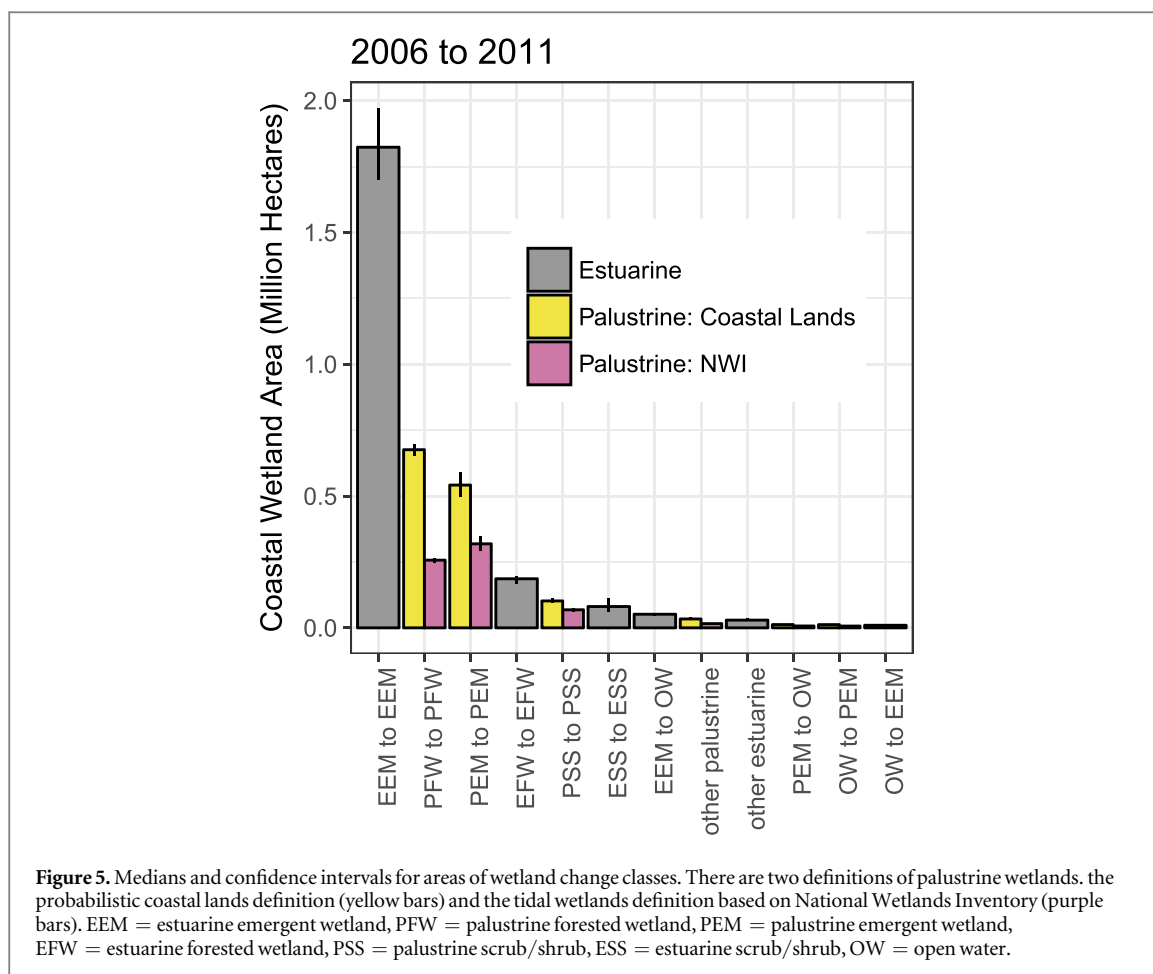 2006 to 2011
Coastal Wetland Area (Million Hectares)
2.0
1.5
1.0
0.5
0.0
Estuarine
Palustrine: Coastal Lands
Palustrine: NWI
EEM to EEM
PFW to PFW
PEM to PEM
EFW to EFW
PSS to PSS
ESS to ESS
EEM to OW
other palustrine
other estuarine
PEM to OW
OW to PEM
OW to EEM
Figure 5. Medians and confidence intervals for areas of wetland change classes. There are two definitions of palustrine wetlands. the
probabilistic coastal lands definition (yellow bars) and the tidal wetlands definition based on National Wetlands Inventory (purple
bars). EEM = estuarine emergent wetland, PFW = palustrine forested wetland, PEM = palustrine emergent wetland,
EFW = estuarine forested wetland, PSS = palustrine scrub/shrub, ESS = estuarine scrub/shrub, OW = open water.